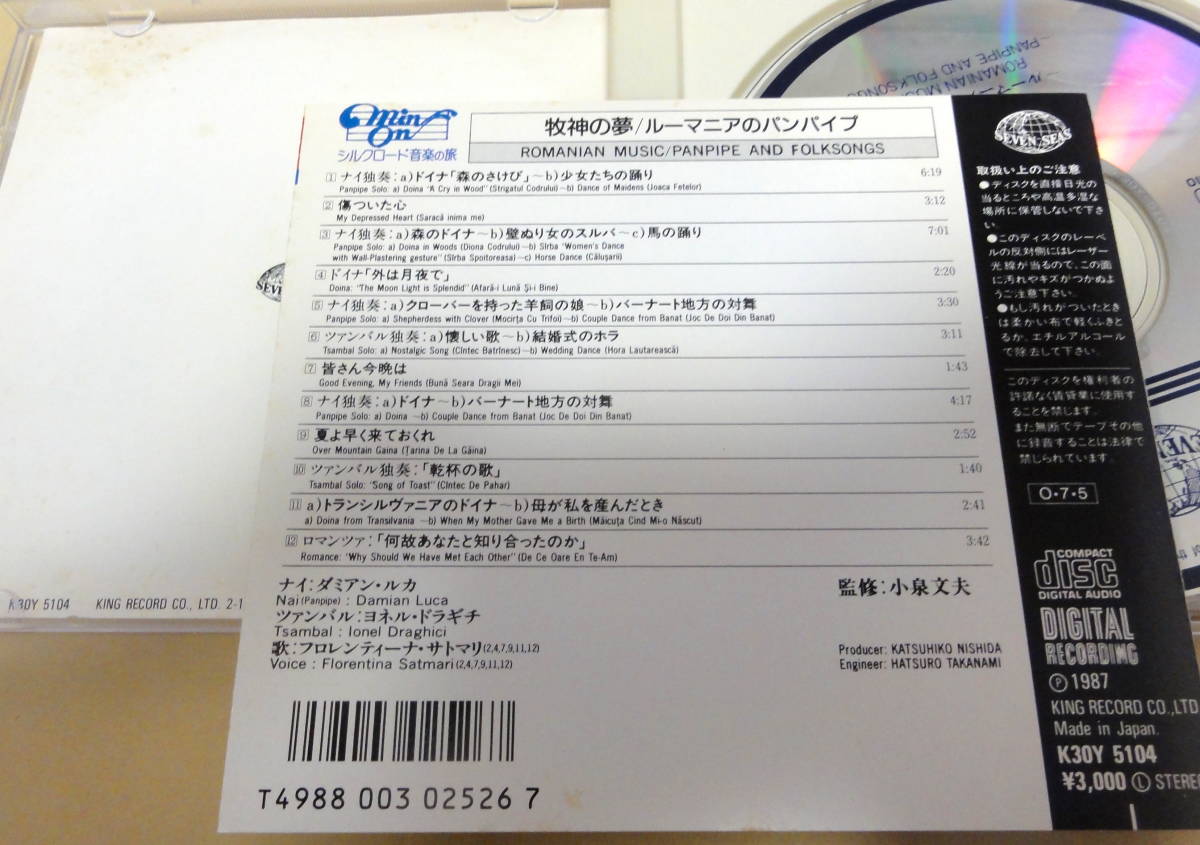 Min On
シルクロード音楽の旅
牧神の夢/ルーマニアのパンパイプ
ROMANIAN MUSIC/PANPIPE AND FOLKSONGS
1 ナイ独奏:a)ドイナ「森のさけび」~b)少女たちの踊り 6:19
Panpipe Solo: a) Doina "A Cry in Wood" (Strigatul Codrului) ~b) Dance of Maidens (Joaca Fetelor)
2 傷ついた心 3:12
My Depressed Heart (Saracă inima me)
3 ナイ独奏:a)森のドイナ~b)壁ぬり女のスルバ~c)馬の踊り 7:01
Panpipe Solo: a) Doina in Woods (Diona Codrului) ~b) Sîrba "Women's Dance
with Wall-Plastering gesture" (Sîrba Spoitoreasa) ~c) Horse Dance (Căluşarii)
4 ドイナ「外は月夜で」 2:20
Doina: "The Moon Light is Splendid" (Afară-i Lună Şi-i Bine)
5 ナイ独奏:a)クローバーを持った羊飼の娘~b)バーナート地方の対舞 3:30
Panpipe Solo: a) Shepherdess with Clover (Mocirţa Cu Trifoi) ~b) Couple Dance from Banat (Joc De Doi Din Banat)
6 ツァンバル独奏:a)懐しい歌~b)結婚式のホラ 3:11
Tsambal Solo: a) Nostalgic Song (Cîntec Batrînesc) ~b) Wedding Dance (Hora Lautarească)
7 皆さん今晩は 1:43
Good Evening, My Friends (Bună Seara Dragii Mei)
8 ナイ独奏:a)ドイナ~b)バーナート地方の対舞 4:17
Panpipe Solo: a) Doina ~b) Couple Dance from Banat (Joc De Doi Din Banat)
9 夏よ早く来ておくれ 2:52
Over Mountain Gaina (Ţarina De La Găina)
10 ツァンバル独奏:「乾杯の歌」 1:40
Tsambal Solo: "Song of Toast" (Cîntec De Pahar)
11 a)トランシルヴァニアのドイナ~b)母が私を産んだとき 2:41
a) Doina from Transilvania ~b) When My Mother Gave Me a Birth (Măicuţa Cind Mi-o Născut)
12 ロマンツァ:「何故あなたと知り合ったのか」 3:42
Romance: "Why Should We Have Met Each Other" (De Ce Oare En Te-Am)
ナイ:ダミアン・ルカ
Nai(Panpipe) : Damian Luca
ツァンバル:ヨネル・ドラギチ
Tsambal : Ionel Draghici
歌:フロレンティーナ・サトマリ(2,4,7,9,11,12)
Voice : Florentina Satmari(2,4,7,9,11,12)
監修:小泉文夫
Producer: KATSUHIKO NISHIDA
Engineer: HATSURO TAKANAMI
T4988 003 02526 7
SEVEN-SEAS
取扱い上のご注意
●ディスクを直接日光の
当るところや高温多湿な
場所に保管しないで下さ
い。
●このディスクのレーベ
ルの反対側にはレーザー
光線が当るので、この面
に汚れやキズがつかぬよ
うご注意下さい。
●もし汚れがついたとき
は柔かい布で軽くふきと
るか、エチルアルコール
で除去して下さい。
このディスクを権利者の
許諾なく賃貸業に使用す
ることを禁じます。
また無断でテープその他
に録音することは法律で
禁じられています。
O・7・5
COMPACT
disc
DIGITAL AUDIO
DIGITAL
RECORDING
Ⓟ1987
KING RECORD CO.,LTD
Made in Japan.
K30Y 5104
¥3,000 Ⓛ STEREO
K30Y 5104 KING RECORD CO., LTD. 2-1
ROMANIAN MUS
PANPIPE AND FOLKSONGS